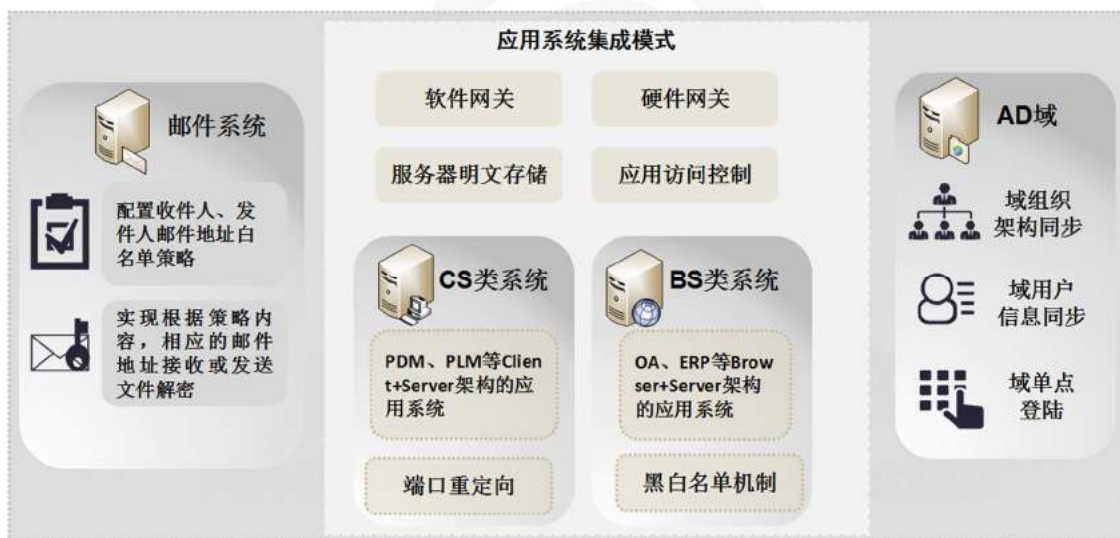 应用系统集成模式
邮件系统
配置收件人、发
件人邮件地址白
名单策略
实现根据策略内
容，相应的邮件
地址接收或发送
文件解密
软件网关
硬件网关
服务器明文存储
应用访问控制
CS类系统
PDM、PLM等Clien
t+Server架构的应
用系统
端口重定向
BS类系统
OA、ERP等Brow
ser+Server架构
的应用系统
黑白名单机制
AD域
域组织
架构同步
域用户
信息同步
域单点
登陆